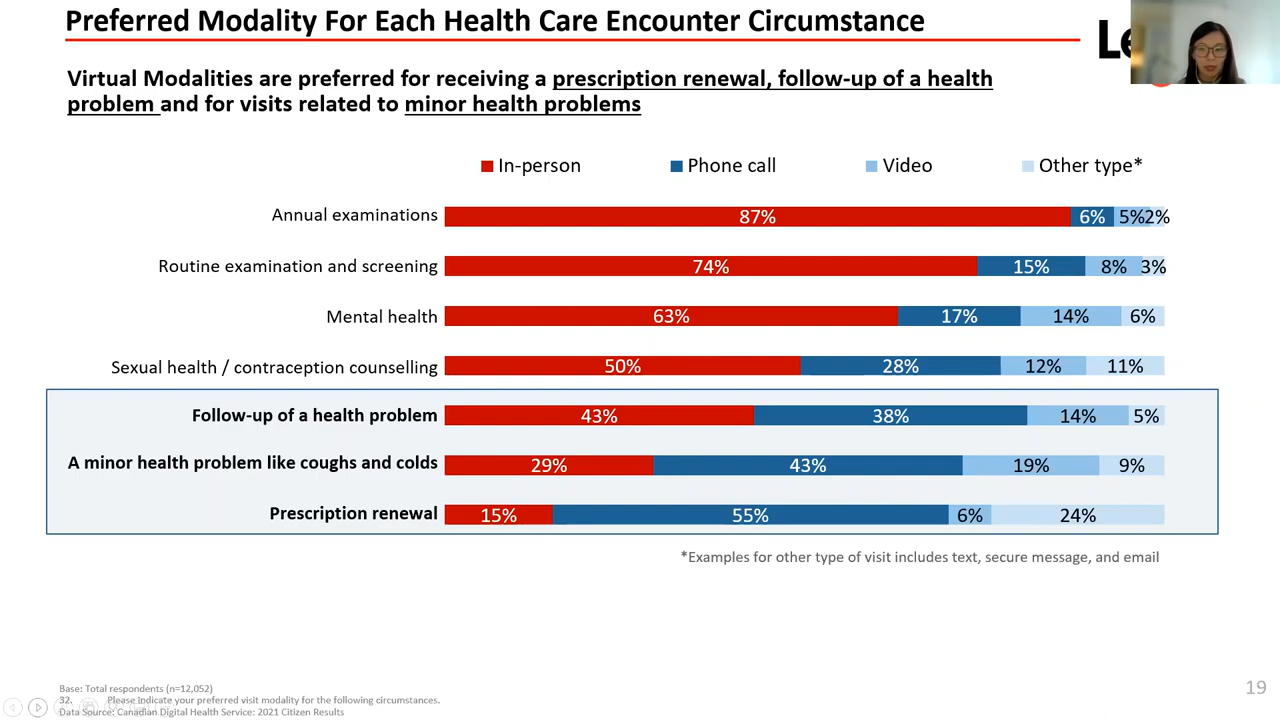 Preferred Modality For Each Health Care Encounter Circumstance
Virtual Modalities are preferred for receiving a prescription renewal, follow-up of a health
problem and for visits related to minor health problems
In-person Phone call Video Other type*
Annual examinations 87% 6% 5% 2%
Routine examination and screening 74% 15% 8% 3%
Mental health 63% 17% 14% 6%
Sexual health / contraception counselling 50% 28% 12% 11%
Follow-up of a health problem 43% 38% 14% 5%
A minor health problem like coughs and colds 29% 43% 19% 9%
Prescription renewal 15% 55% 6% 24%
*Examples for other type of visit includes text, secure message, and email
Base: Total respondents (n=12,052)
32. Please indicate your preferred visit modality for the following circumstances.
Data Source: Canadian Digital Health Service: 2021 Citizen Results
19